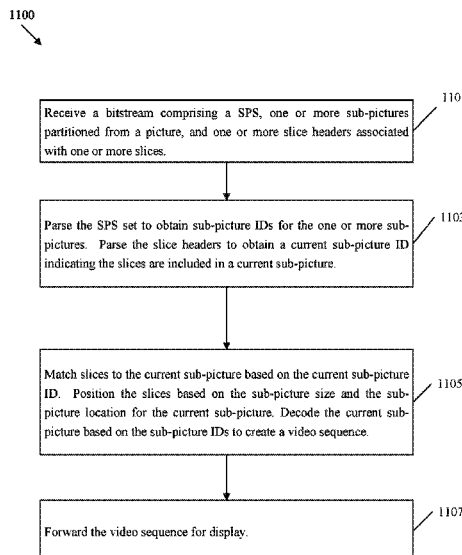 1100
110
Receive a bitstream comprising a SPS, one or more sub-pictures
partitioned from a picture, and one or more slice headers associated
with one or more slices.
1103
Parse the SPS set to obtain sub-picture IDs for the one or more sub-
pictures. Parse the slice headers to obtain a current sub-picture ID
indicating the slices are included in a current sub-picture.
Match slices to the current sub-picture based on the current sub-picture
ID. Position the slices based on the sub-picture size and the sub-
picture location for the current sub-picture. Decode the current sub-
picture based on the sub-picture IDs to create a video sequence.
1105
1107
Forward the video sequence for display.